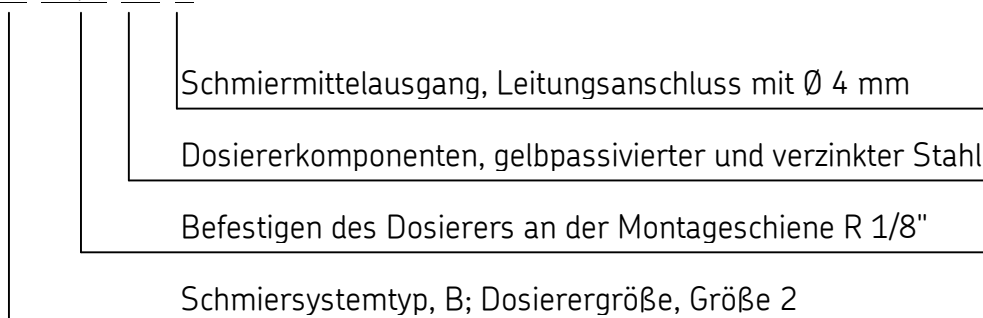 Schmiermittelausgang, Leitungsanschluss mit Ø 4 mm
Dosiererkomponenten, gelbpassivierter und verzinkter Stahl
Befestigen des Dosierers an der Montageschiene R 1/8"
Schmiersystemtyp, B; Dosierergröße, Größe 2